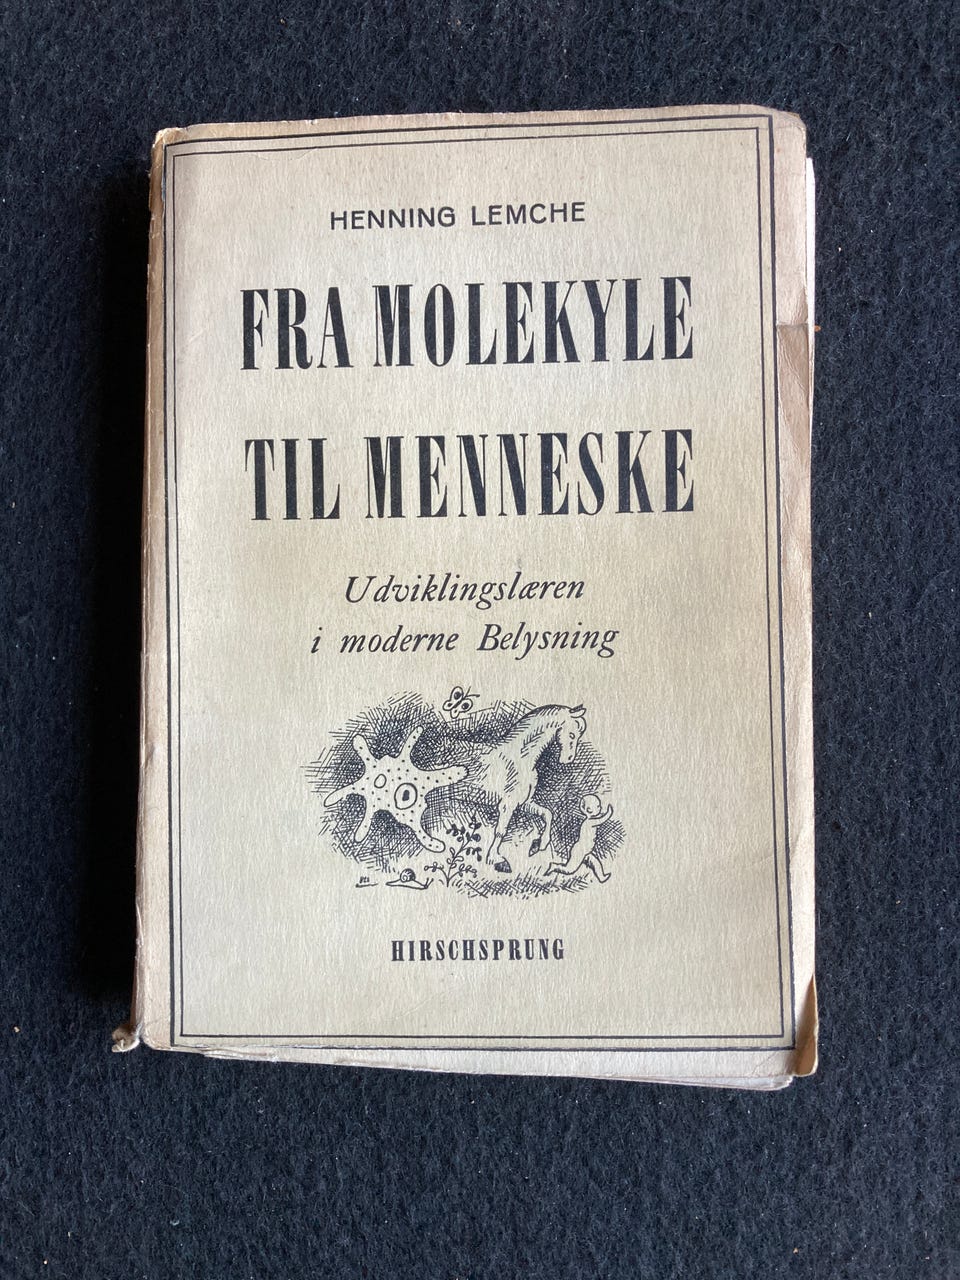 HENNING LEMCHE
FRA MOLEKYLE
TIL MENNESKE
Udviklingslæren
i moderne Belysning
HIRSCHSPRUNG